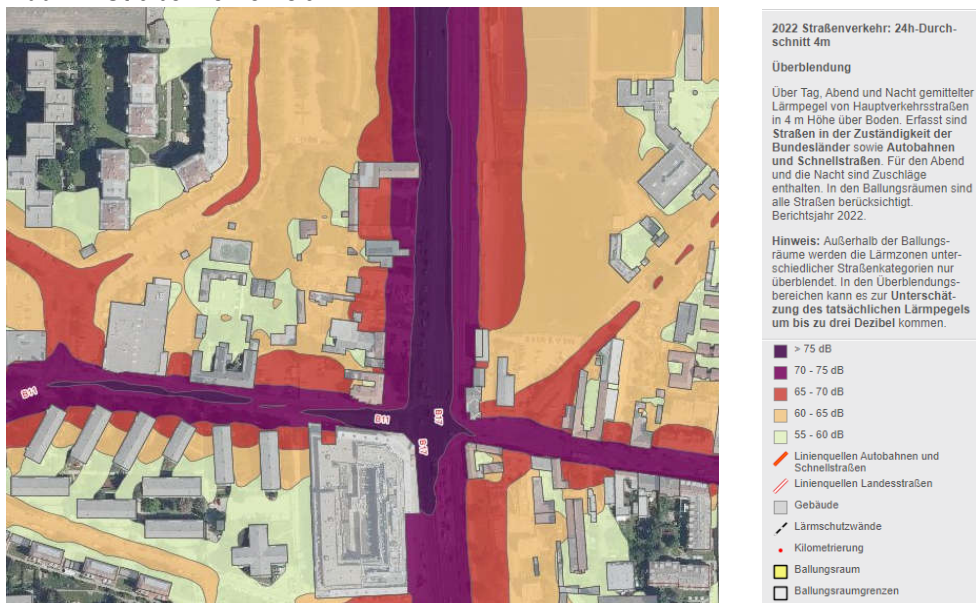 2022 Straßenverkehr: 24h-Durch-
schnitt 4m
Überblendung
Über Tag, Abend und Nacht gemittelter
Lärmpegel von Hauptverkehrsstraßen
in 4 m Höhe über Boden. Erfasst sind
Straßen in der Zuständigkeit der
Bundesländer sowie Autobahnen
und Schnellstraßen. Für den Abend
und die Nacht sind Zuschläge
enthalten. In den Ballungsräumen sind
alle Straßen berücksichtigt.
Berichtsjahr 2022.
Hinweis: Außerhalb der Ballungs-
räume werden die Lärmzonen unter-
schiedlicher Straßenkategorien nur
überblendet. In den Überblendungs-
bereichen kann es zur Unterschät-
zung des tatsächlichen Lärmpegels
um bis zu drei Dezibel kommen.
> 75 dB
70 - 75 dB
65 - 70 dB
60 - 65 dB
55 - 60 dB
Linienquellen Autobahnen und
Schnellstraßen
Linienquellen Landesstraßen
Gebäude
Lärmschutzwände
Kilometrierung
Ballungsraum
Ballungsraumgrenzen
B11
B11
B17
B17